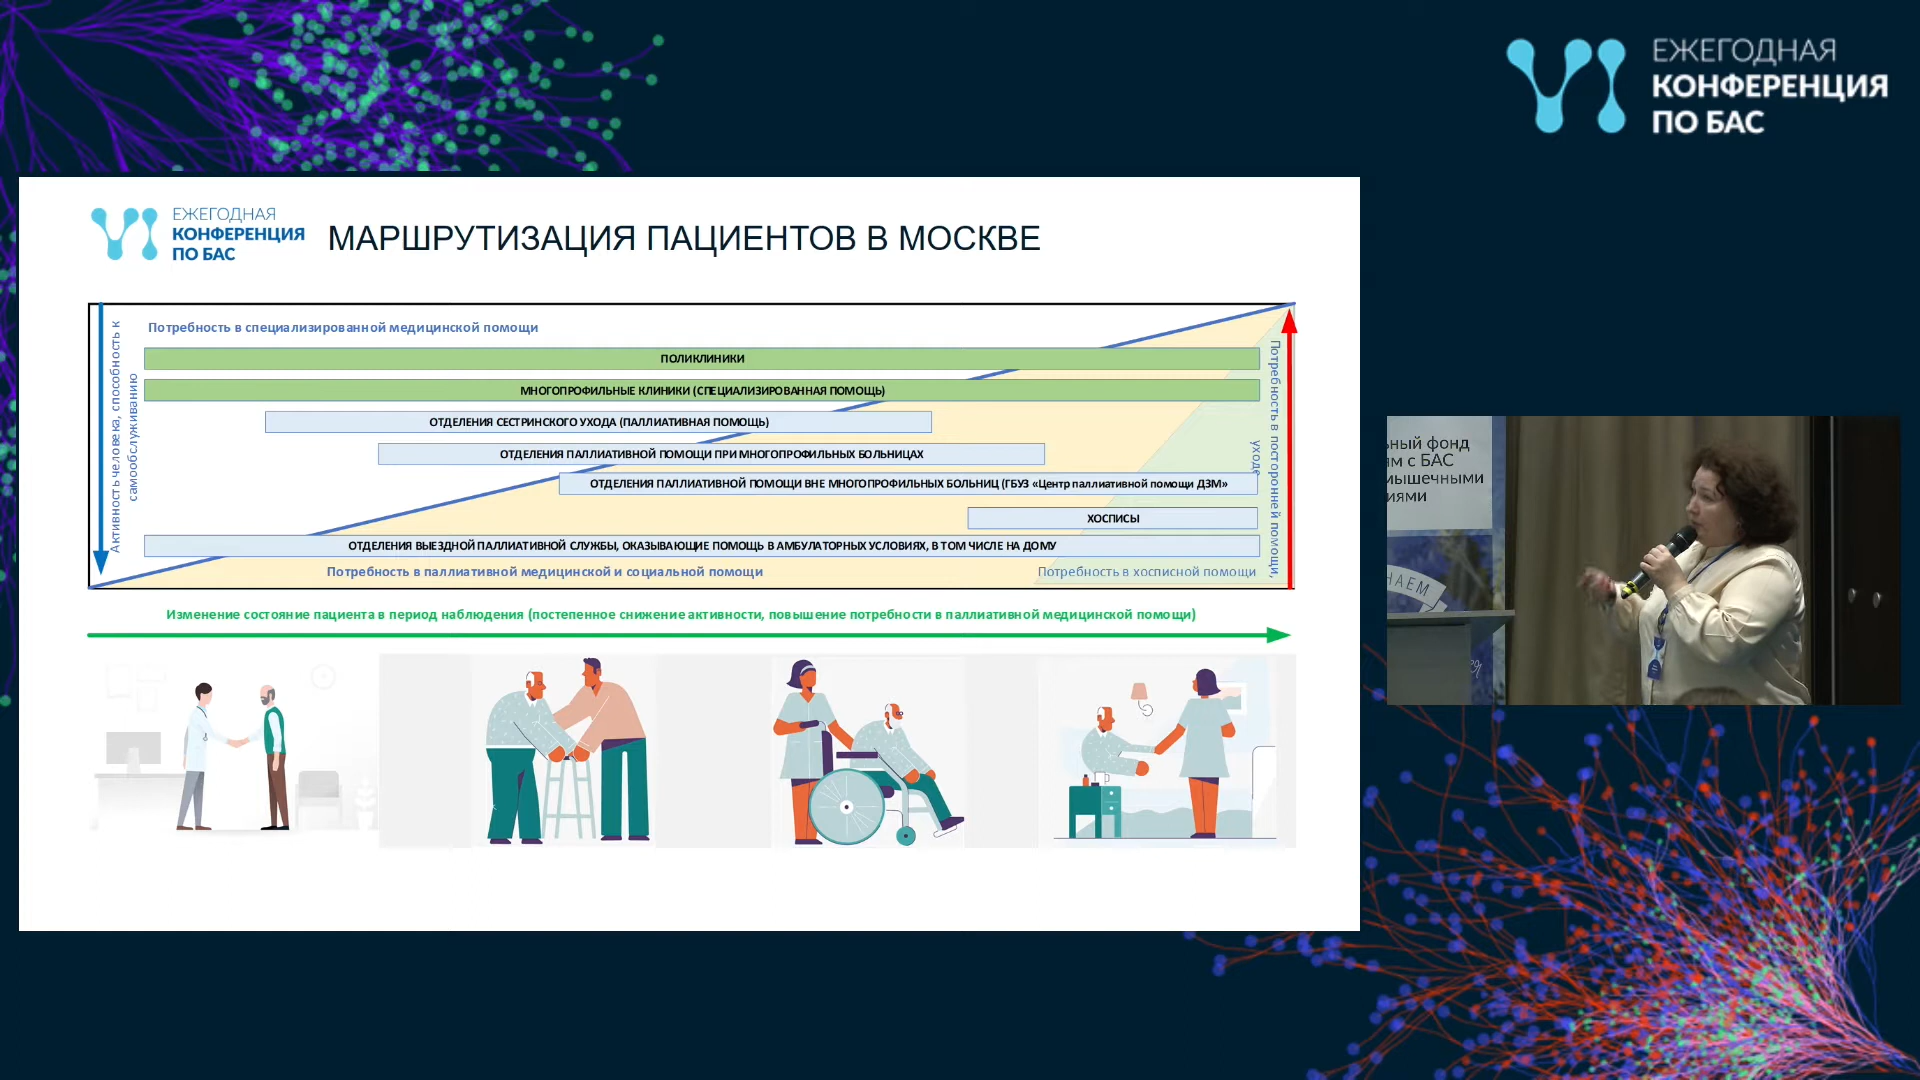 ЕЖЕГОДНАЯ
КОНФЕРЕНЦИЯ
ПО БАС
ЕЖЕГОДНАЯ
КОНФЕРЕНЦИЯ
ПО БАС
МАРШРУТИЗАЦИЯ ПАЦИЕНТОВ В МОСКВЕ
Активность человека, способность к
самообслуживанию
Потребность в специализированной медицинской помощи
ПОЛИКЛИНИКИ
МНОГОПРОФИЛЬНЫЕ КЛИНИКИ (СПЕЦИАЛИЗИРОВАННАЯ ПОМОЩЬ)
ОТДЕЛЕНИЯ СЕСТРИНСКОГО УХОДА (ПАЛЛИАТИВНАЯ ПОМОЩЬ)
ОТДЕЛЕНИЯ ПАЛЛИАТИВНОЙ ПОМОЩИ ПРИ МНОГОПРОФИЛЬНЫХ БОЛЬНИЦАХ
ОТДЕЛЕНИЯ ПАЛЛИАТИВНОЙ ПОМОЩИ ВНЕ МНОГОПРОФИЛЬНЫХ БОЛЬНИЦ (ГБУЗ «Центр паллиативной помощи ДЗМ»
ХОСПИСЫ
ОТДЕЛЕНИЯ ВЫЕЗДНОЙ ПАЛЛИАТИВНОЙ СЛУЖБЫ, ОКАЗЫВАЮЩИЕ ПОМОЩЬ В АМБУЛАТОРНЫХ УСЛОВИЯХ, В ТОМ ЧИСЛЕ НА ДОМУ
Потребность в паллиативной медицинской и социальной помощи
Потребность в хосписной помощи
Потребность в посторонней помощи,
уходе
Изменение состояние пациента в период наблюдения (постепенное снижение активности, повышение потребности в паллиативной медицинской помощи)
ьный фонд
ям с БАС
мышечными
иями
НАЕМ